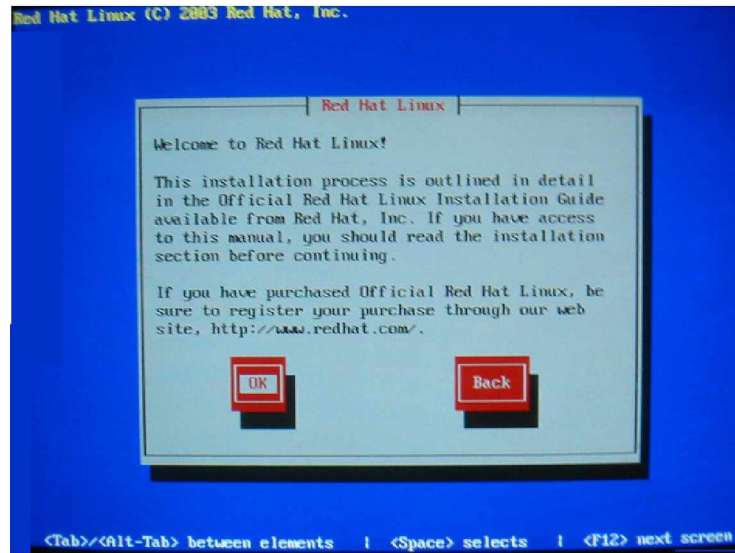 Red Hat Linux (C) 2003 Red Hat, Inc.
Red Hat Linux
Welcome to Red Hat Linux!
This installation process is outlined in detail
in the Official Red Hat Linux Installation Guide
available from Red Hat, Inc. If you have access
to this manual, you should read the installation
section before continuing.
If you have purchased Official Red Hat Linux, be
sure to register your purchase through our web
site, http://www.redhat.com/.
OK
Back
<Tab>/<Alt-Tab> between elements | <Space> selects | <F12> next screen